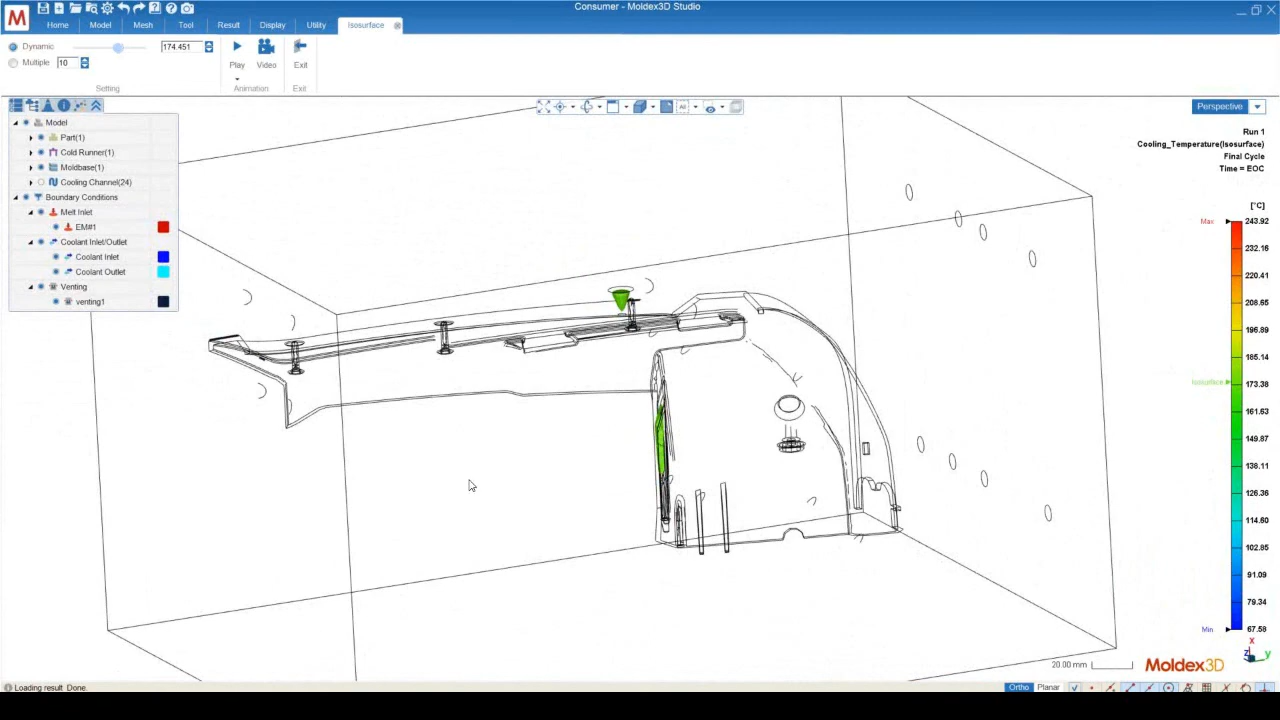 Consumer - Moldex3D Studio
Home Model Mesh Tool Result Display Utility Isosurface
Dynamic 174.451
Multiple 10
Play Video Exit
Setting Animation Exit
Perspective
Model
Part(1)
Cold Runner(1)
Moldbase(1)
Cooling Channel(24)
Boundary Conditions
Melt Inlet
EM#1
Coolant Inlet/Outlet
Coolant Inlet
Coolant Outlet
Venting
venting1
Run 1
Cooling_Temperature(Isosurface)
Final Cycle
Time = EOC
[°C]
Max 243.92
232.16
220.41
208.65
196.89
185.14
Isosurface 173.38
161.63
149.87
138.11
126.36
114.60
102.85
91.09
79.34
Min 67.58
x
z y
20.00 mm
Moldex3D
Loading result Done.
Ortho Planar